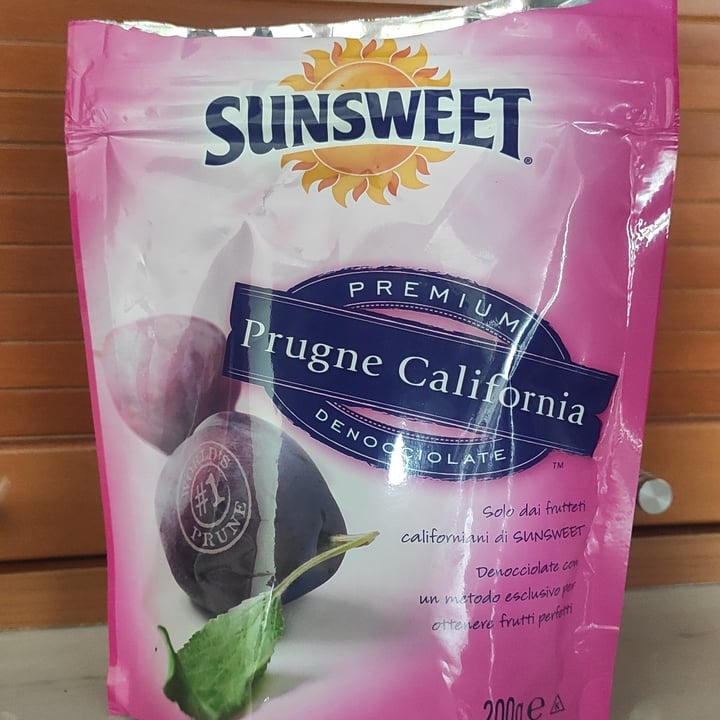 SUNSWEET®
PREMIUM
Prugne California
DENOCCIOLATE
TM
WORLD'S
#1
PRUNE
Solo dai frutteti
californiani di SUNSWEET
Denocciolate con
un metodo esclusivo per
ottenere frutti perfetti
200g e K